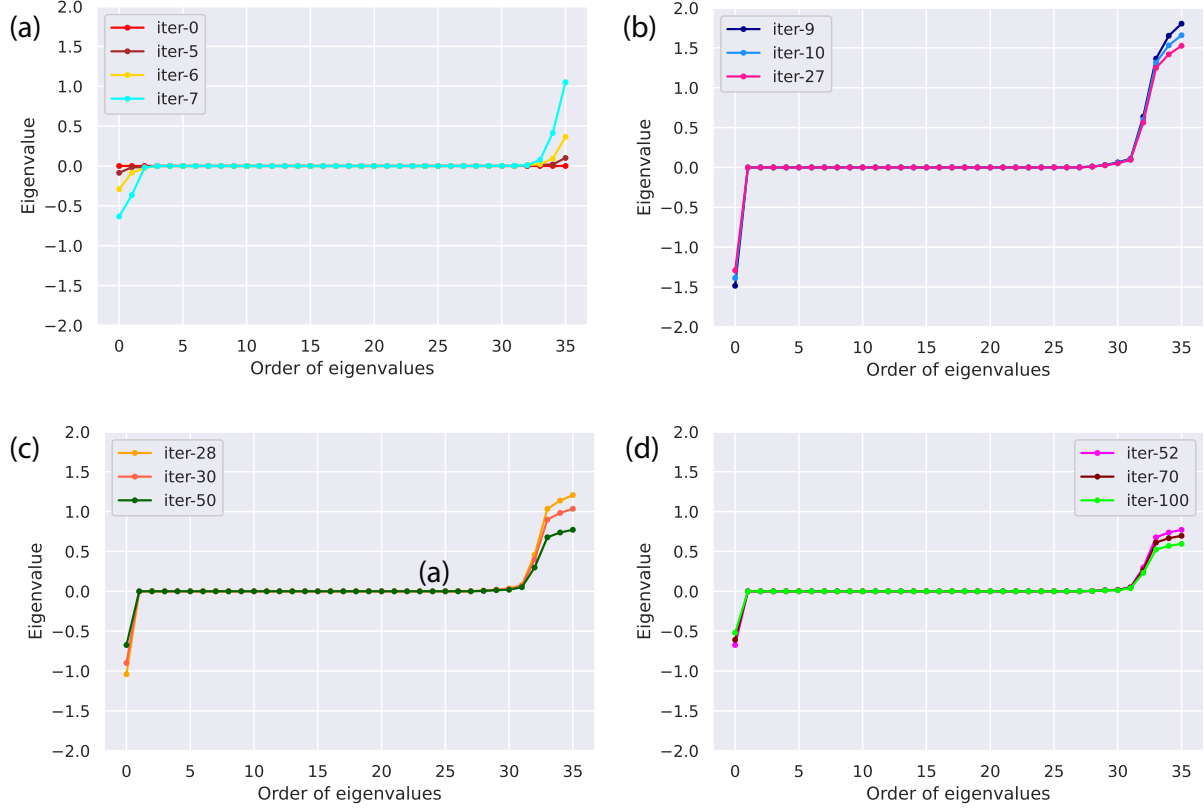 (a)
iter-0
iter-5
iter-6
iter-7
2.0
1.5
1.0
0.5
0.0
−0.5
−1.0
−1.5
−2.0
Eigenvalue
0 5 10 15 20 25 30 35
Order of eigenvalues
(b)
iter-9
iter-10
iter-27
2.0
1.5
1.0
0.5
0.0
−0.5
−1.0
−1.5
−2.0
Eigenvalue
0 5 10 15 20 25 30 35
Order of eigenvalues
(c)
iter-28
iter-30
iter-50
2.0
1.5
1.0
0.5
0.0
−0.5
−1.0
−1.5
−2.0
Eigenvalue
(a)
0 5 10 15 20 25 30 35
Order of eigenvalues
(d)
iter-52
iter-70
iter-100
2.0
1.5
1.0
0.5
0.0
−0.5
−1.0
−1.5
−2.0
Eigenvalue
0 5 10 15 20 25 30 35
Order of eigenvalues